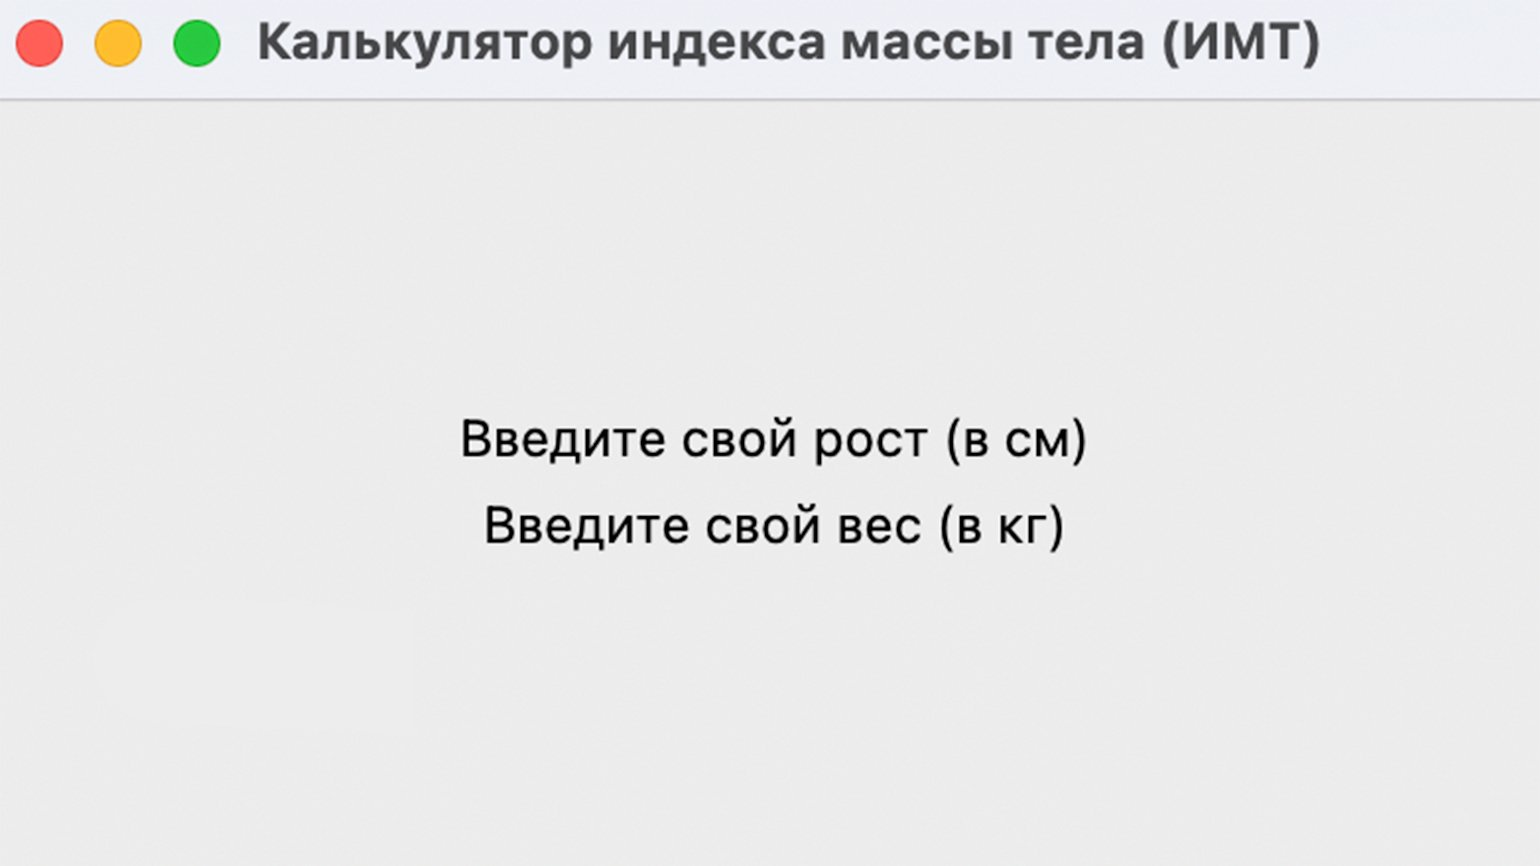 Калькулятор индекса массы тела (ИМТ)
Введите свой рост (в см)
Введите свой вес (в кг)